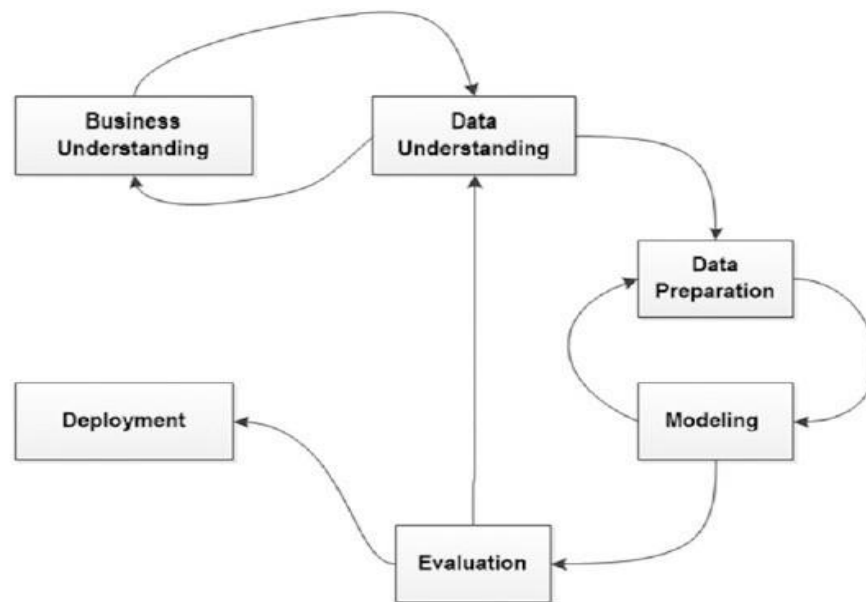 Business
Understanding
Data
Understanding
Data
Preparation
Modeling
Evaluation
Deployment